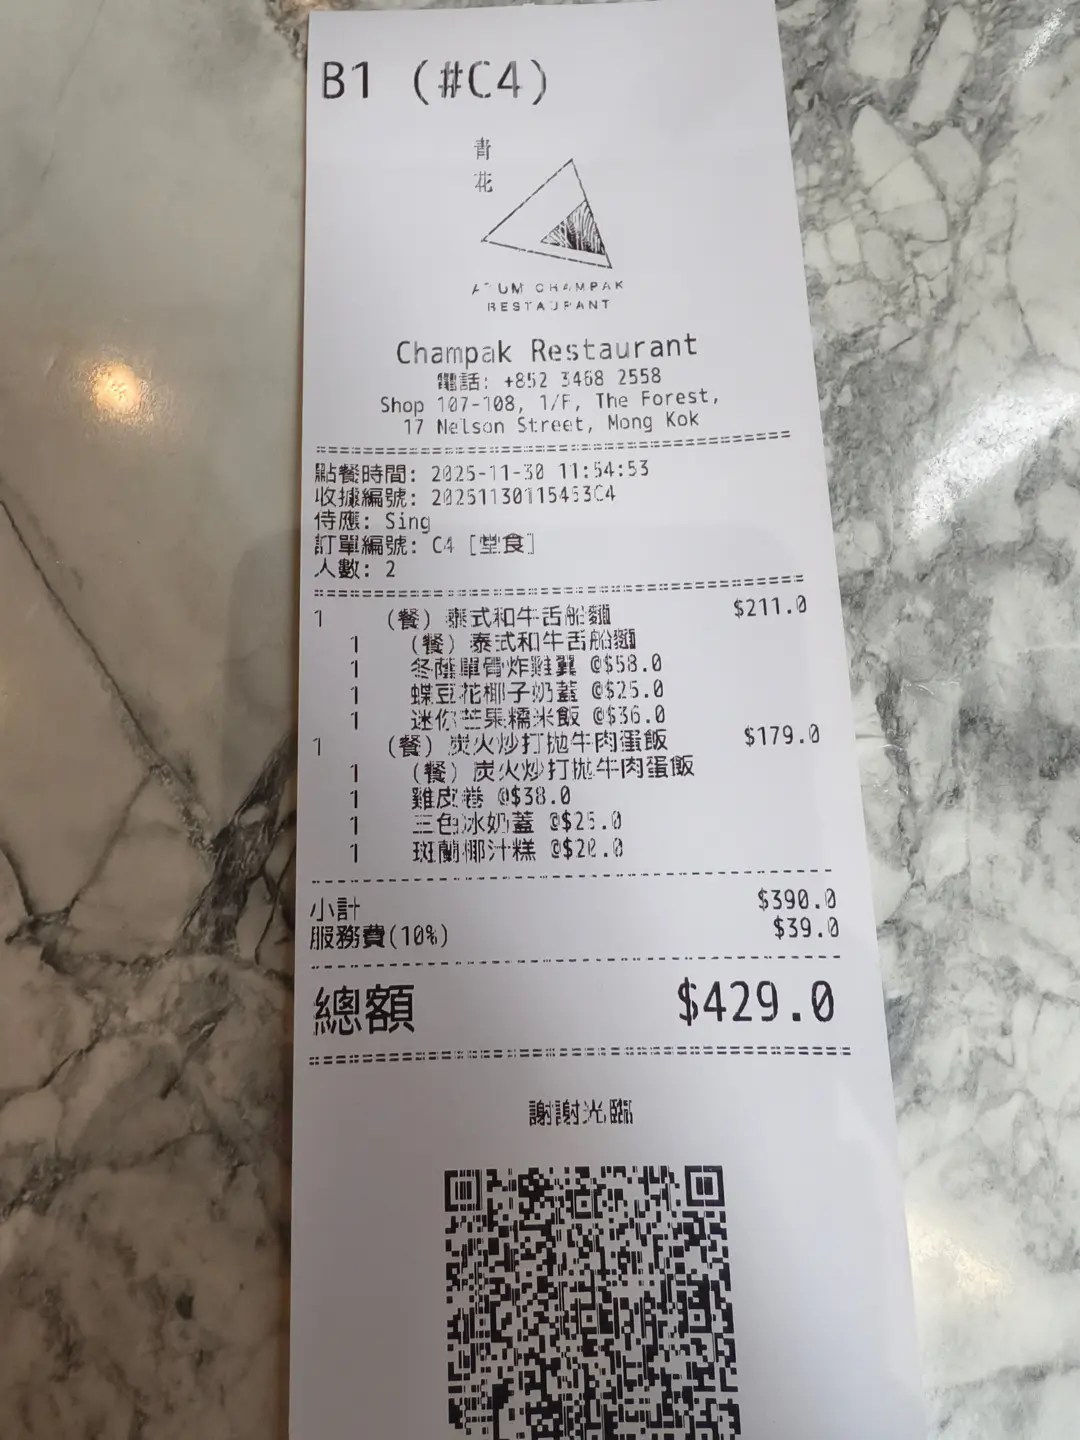 B1 (#C4)
青
花
ATUM CHAMPAK
RESTAURANT
Champak Restaurant
電話: +852 3468 2558
Shop 107-108, 1/F, The Forest,
17 Nelson Street, Mong Kok
點餐時間: 2025-11-30 11:54:53
收據編號: 20251130115453C4
侍應: Sing
訂單編號: C4 [堂食]
人數: 2
1 (餐) 泰式和牛舌船麵 $211.0
1 (餐) 泰式和牛舌船麵
1 冬蔭單骨炸雞翼 @$58.0
1 蝶豆花椰子奶蓋 @$25.0
1 迷你芒果糯米飯 @$36.0
1 (餐) 炭火炒打拋牛肉蛋飯 $179.0
1 (餐) 炭火炒打拋牛肉蛋飯
1 雞皮卷 @$38.0
1 三色冰奶蓋 @$25.0
1 斑蘭椰汁糕 @$20.0
小計 $390.0
服務費(10%) $39.0
總額 $429.0
謝謝光臨